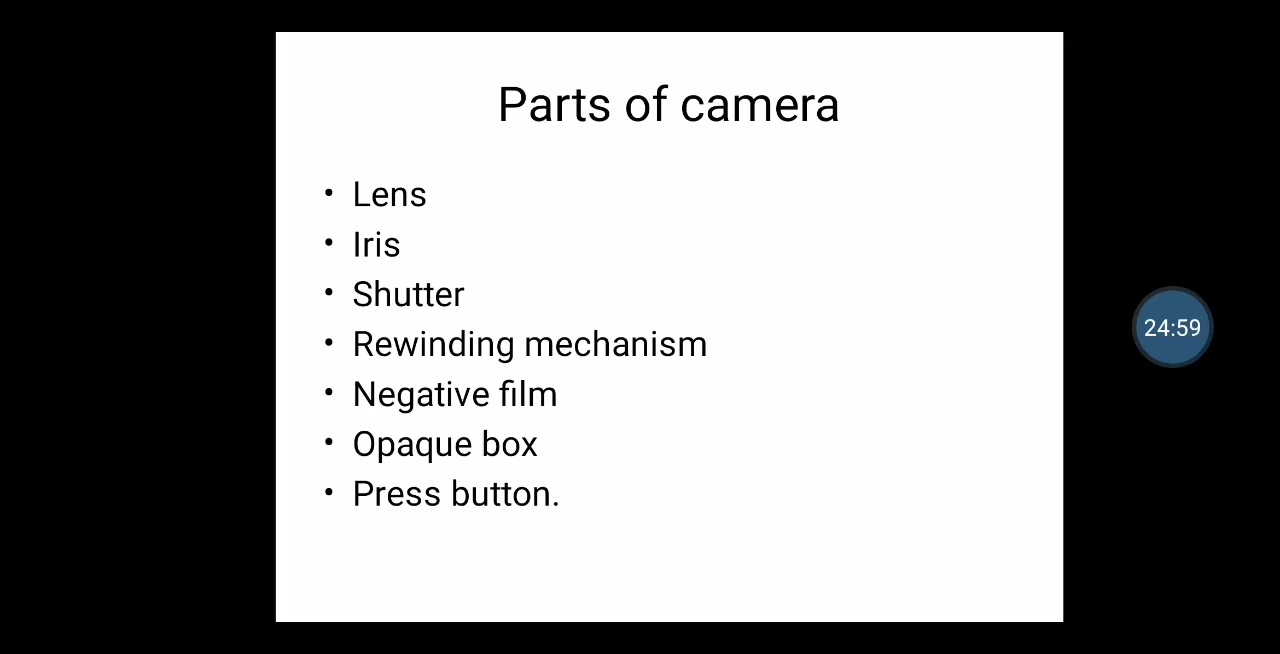 Parts of camera
• Lens
• Iris
• Shutter
• Rewinding mechanism
• Negative film
• Opaque box
• Press button.
24:59